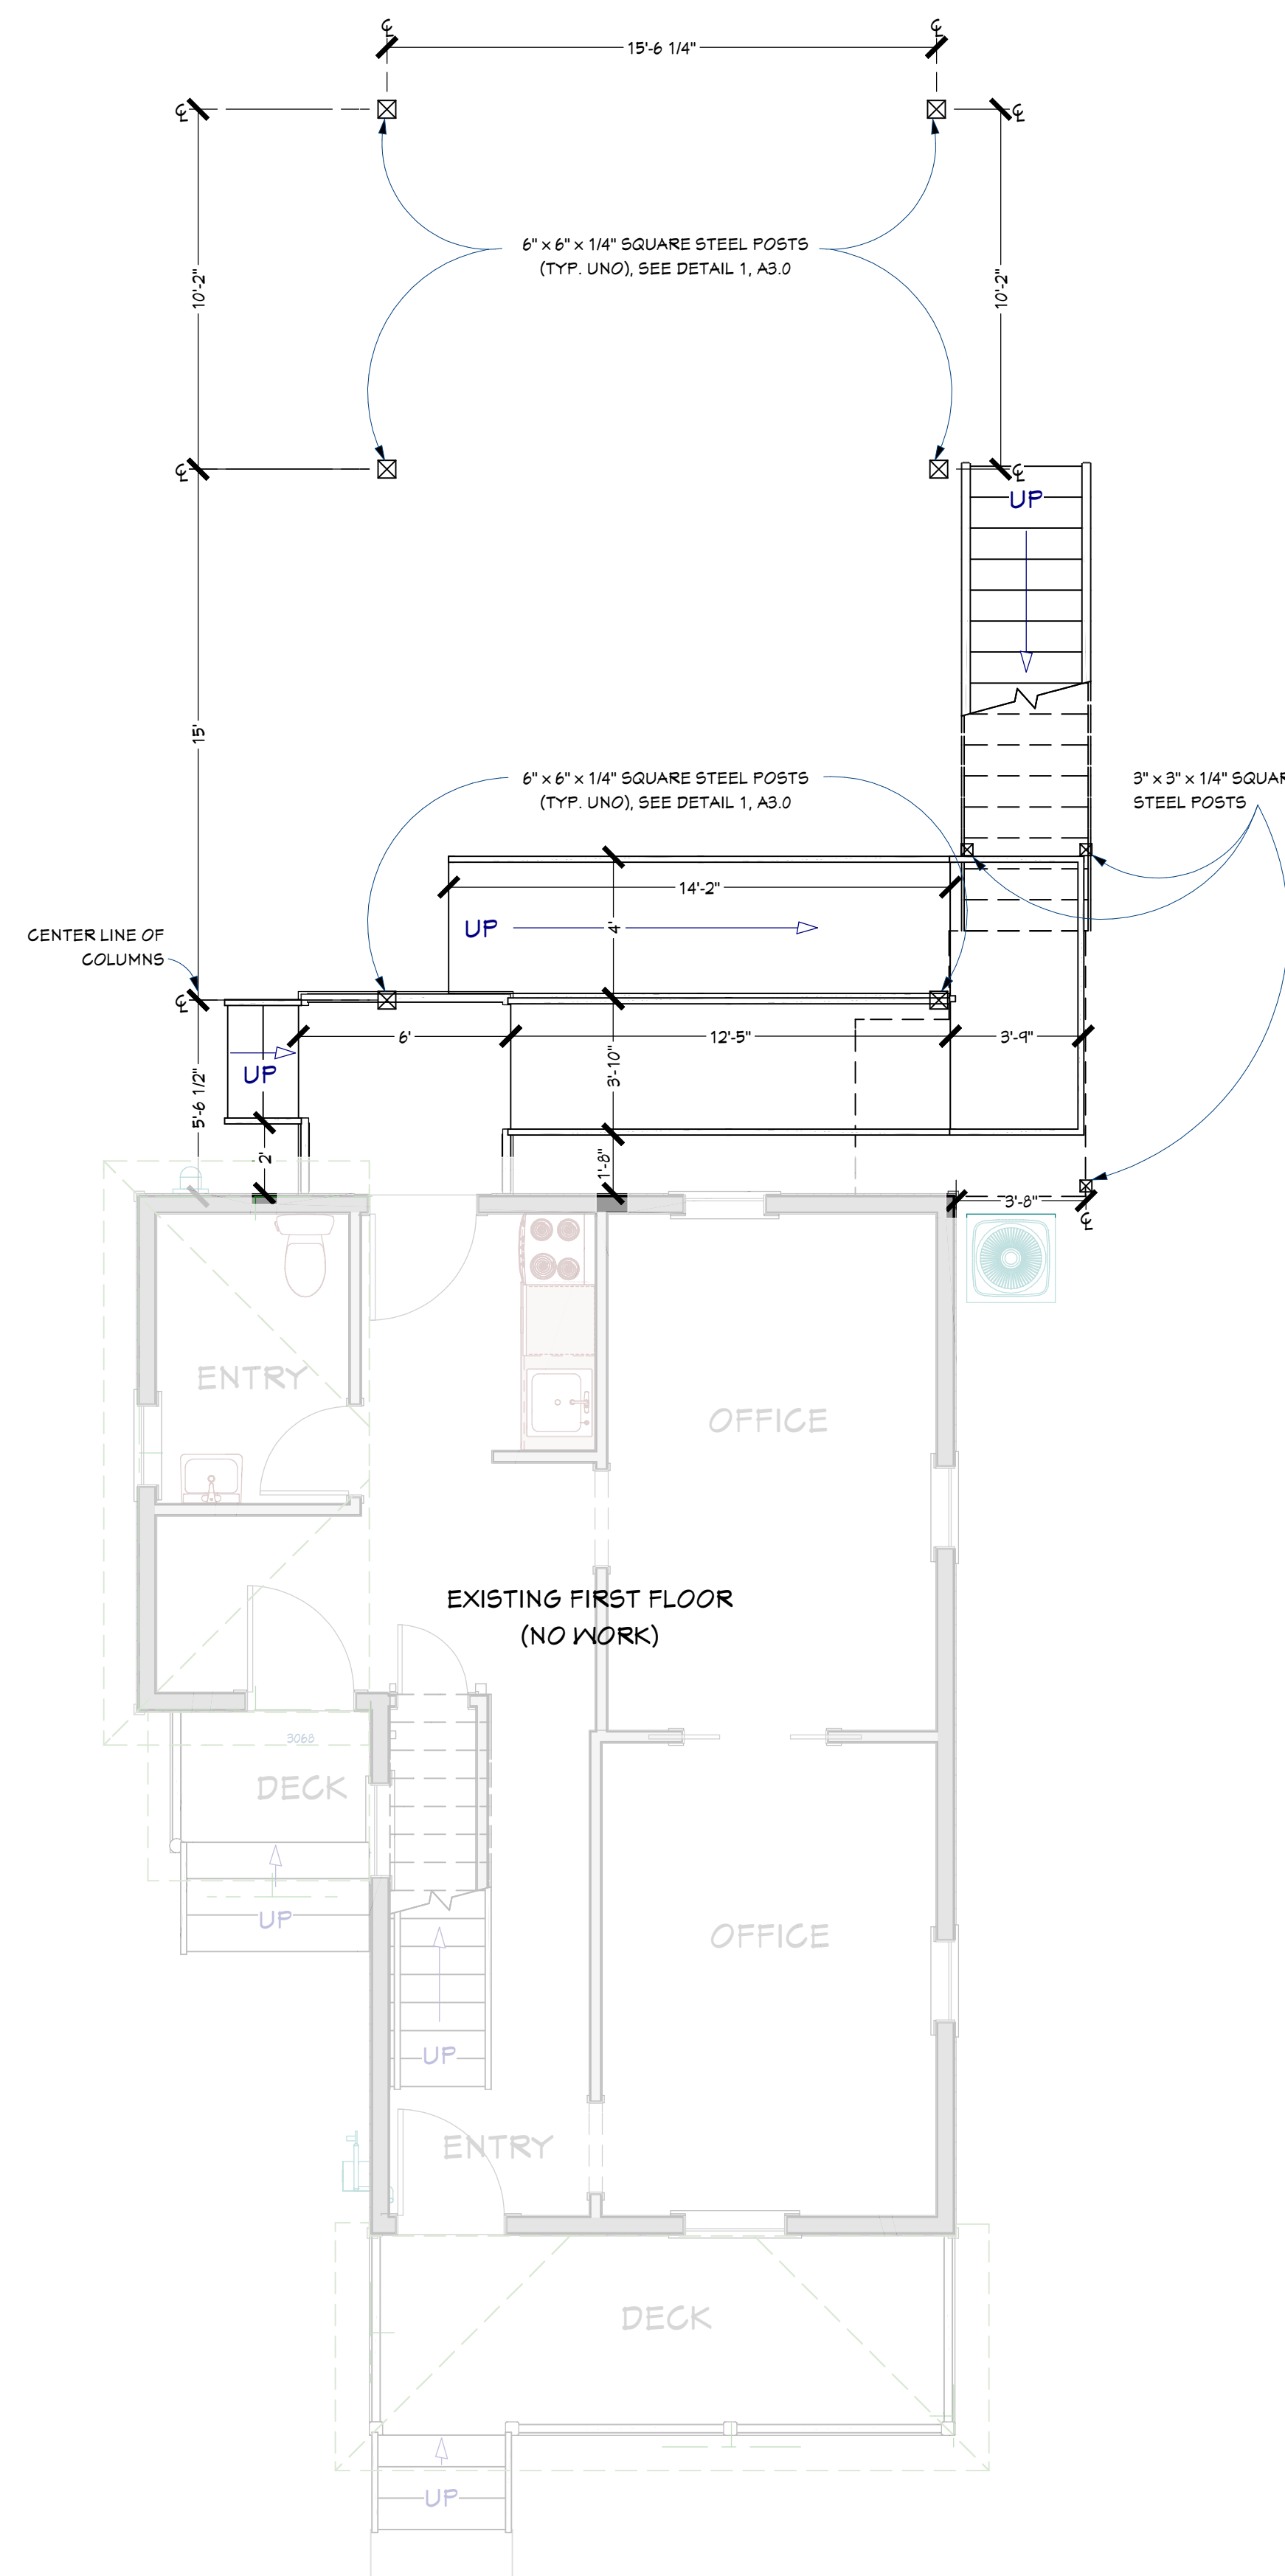 ℄ ℄
15'-6 1/4"
℄ ℄
6" x 6" x 1/4" SQUARE STEEL POSTS
(TYP. UNO), SEE DETAIL 1, A3.0
10'-2" 10'-2"
℄ ℄
UP
15'
6" x 6" x 1/4" SQUARE STEEL POSTS
(TYP. UNO), SEE DETAIL 1, A3.0
3" x 3" x 1/4" SQUAR
STEEL POSTS
14'-2"
UP
4'
CENTER LINE OF
COLUMNS
℄
6' 12'-5" 3'-9"
UP
3'-10"
5'-6 1/2"
2'
1'-8"
3'-8"
℄
ENTRY
OFFICE
EXISTING FIRST FLOOR
(NO WORK)
3068
DECK
UP
OFFICE
UP
ENTRY
DECK
UP